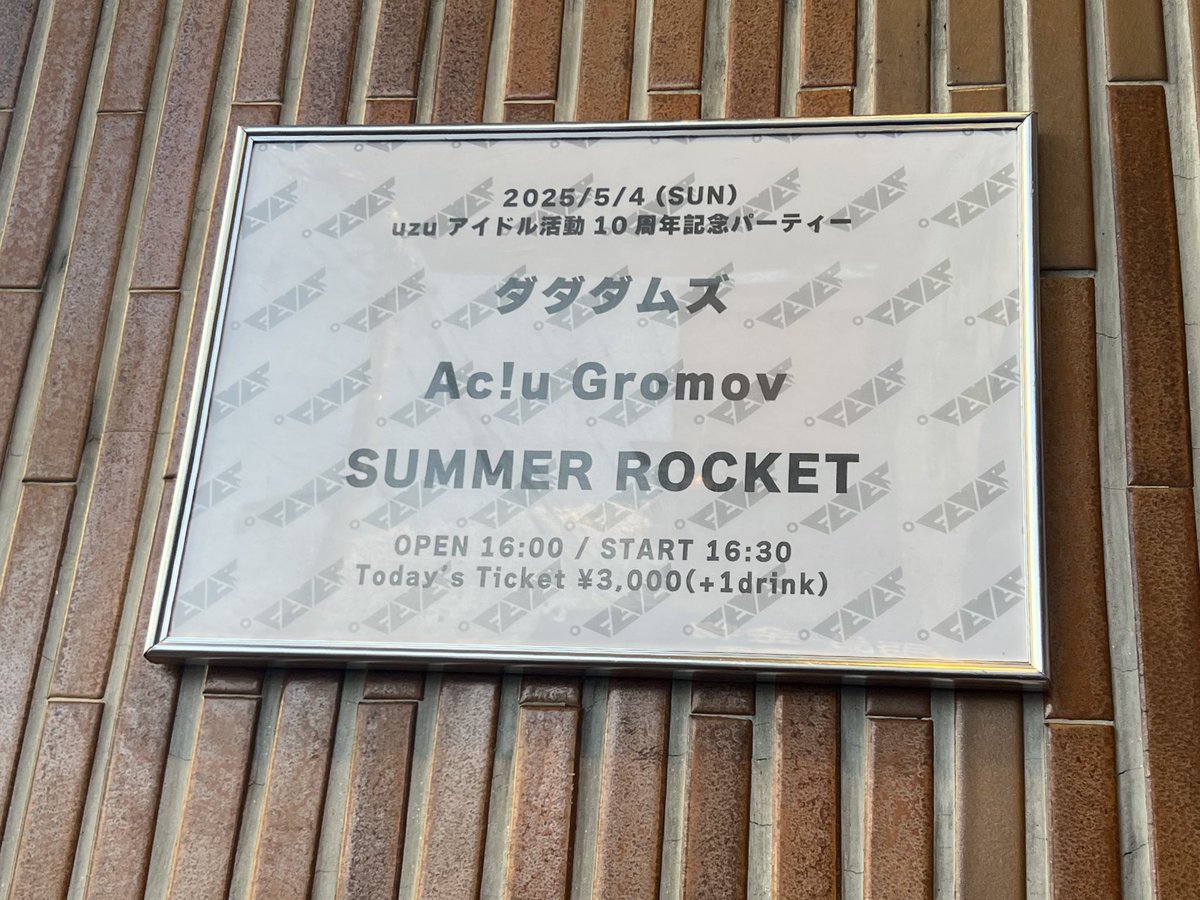 2025/5/4 (SUN)
uzu アイドル活動 10 周年記念パーティー
ダダダムズ
Ac!u Gromov
SUMMER ROCKET
OPEN 16:00 / START 16:30
Today's Ticket ¥3,000(+1drink)